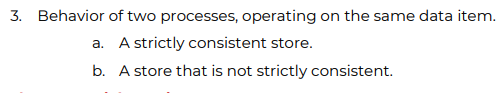 3. Behavior of two processes, operating on the same data item.
a. A strictly consistent store.
b. A store that is not strictly consistent.